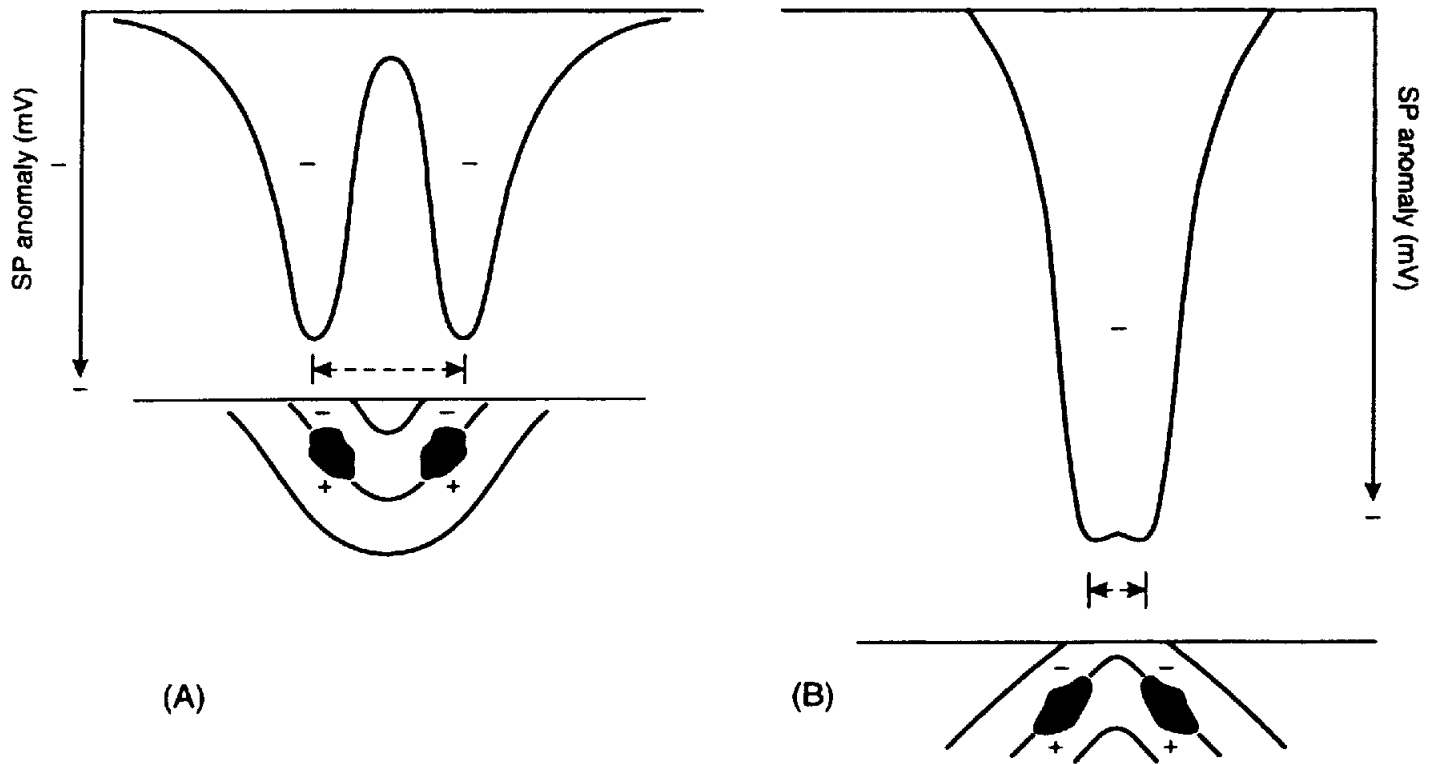 SP anomaly (mV)
–
–
–
–
– –
+ +
(A)
SP anomaly (mV)
–
–
– –
+ +
(B)